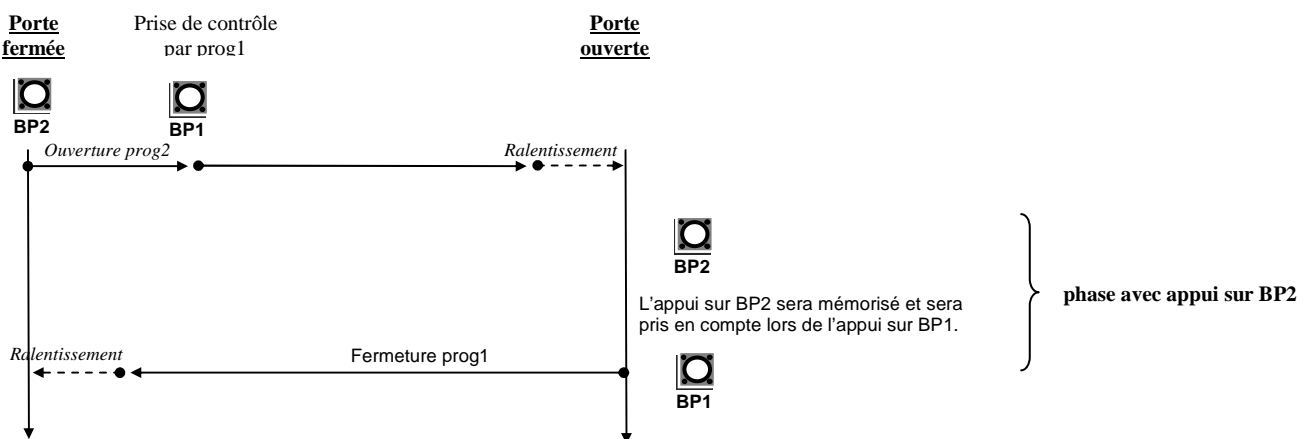 Porte
fermée
Prise de contrôle
par prog1
Porte
ouverte
BP2
BP1
Ouverture prog2
Ralentissement
BP2
L'appui sur BP2 sera mémorisé et sera
pris en compte lors de l'appui sur BP1.
phase avec appui sur BP2
Ralentissement
Fermeture prog1
BP1